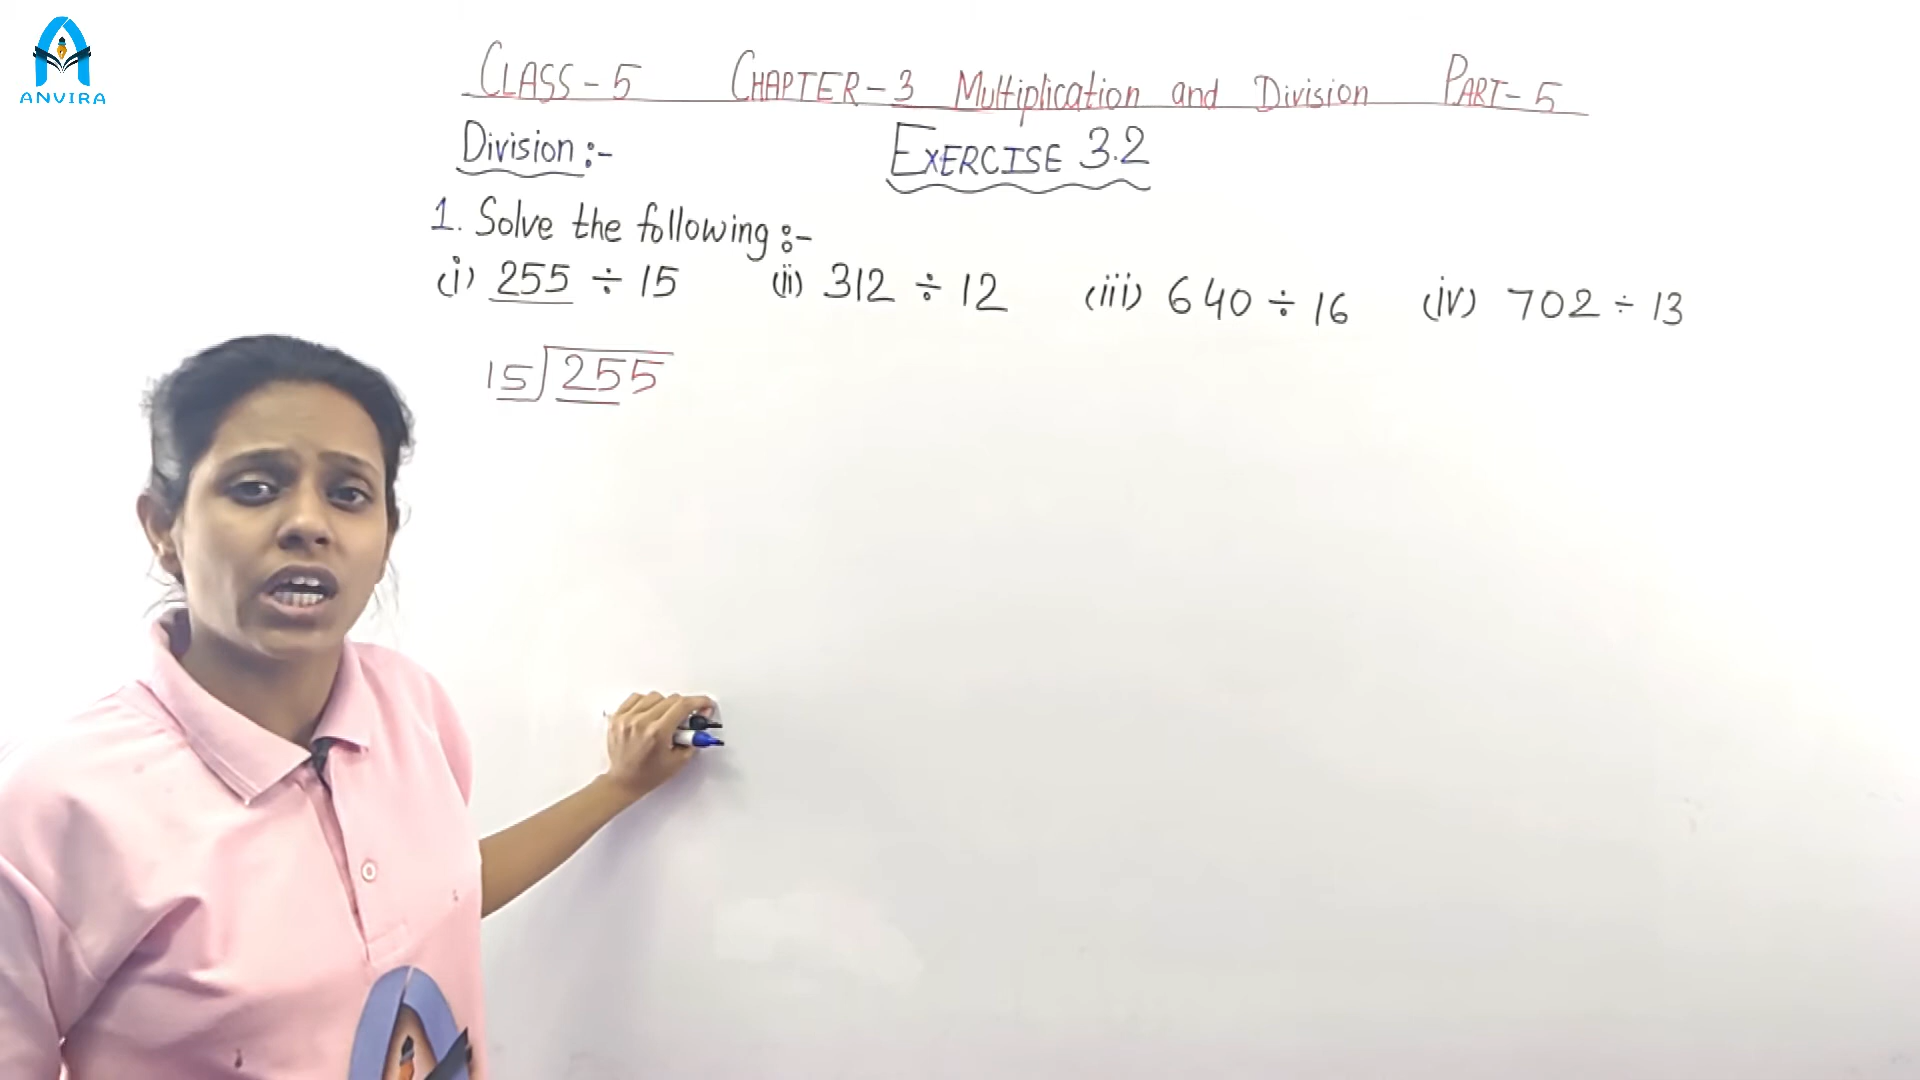 ANVIRA
CLASS - 5 CHAPTER - 3 Multiplication and Division PART - 5
Division :- EXERCISE 3.2
1. Solve the following :-
(i) 255 ÷ 15 (ii) 312 ÷ 12 (iii) 640 ÷ 16 (iv) 702 ÷ 13
15 255